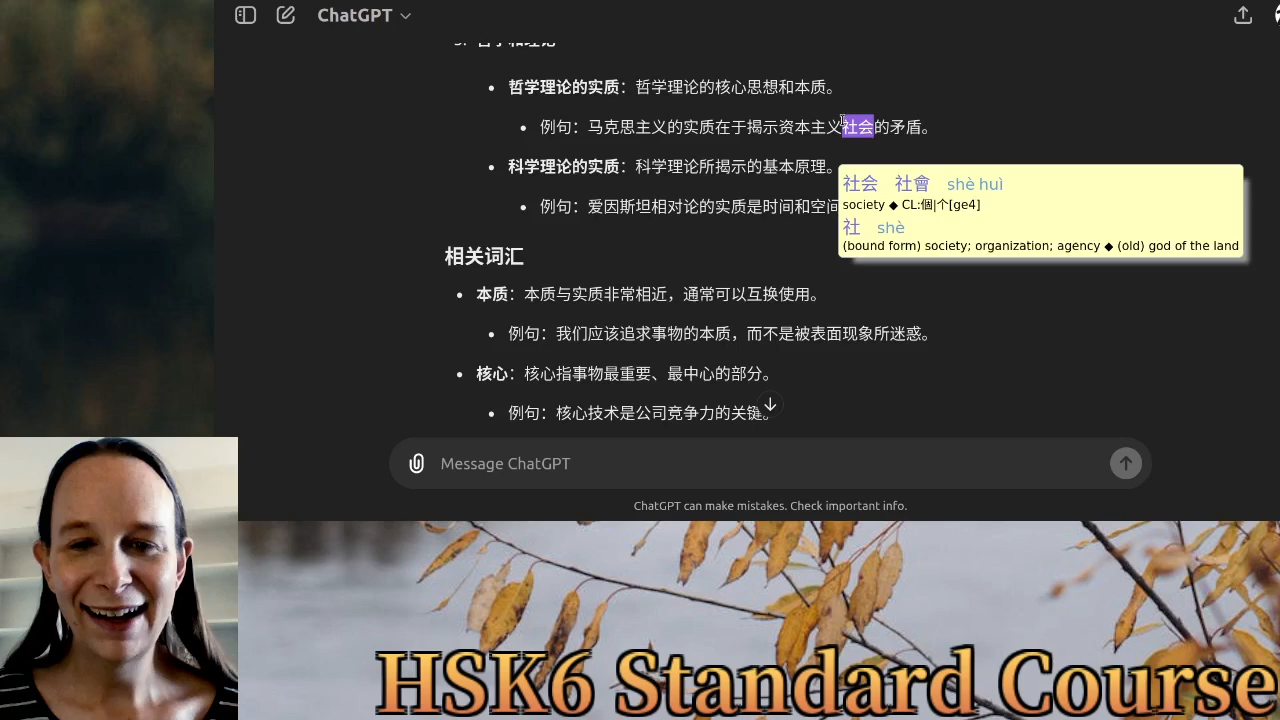 ChatGPT
哲学理论的实质：哲学理论的核心思想和本质。
例句：马克思主义的实质在于揭示资本主义社会的矛盾。
科学理论的实质：科学理论所揭示的基本原理。
例句：爱因斯坦相对论的实质是时间和空间
社会 社會 shè huì
society ◆ CL:個|个[ge4]
社 shè
(bound form) society; organization; agency ◆ (old) god of the land
相关词汇
本质：本质与实质非常相近，通常可以互换使用。
例句：我们应该追求事物的本质，而不是被表面现象所迷惑。
核心：核心指事物最重要、最中心的部分。
例句：核心技术是公司竞争力的关键。
Message ChatGPT
ChatGPT can make mistakes. Check important info.
HSK6 Standard Course